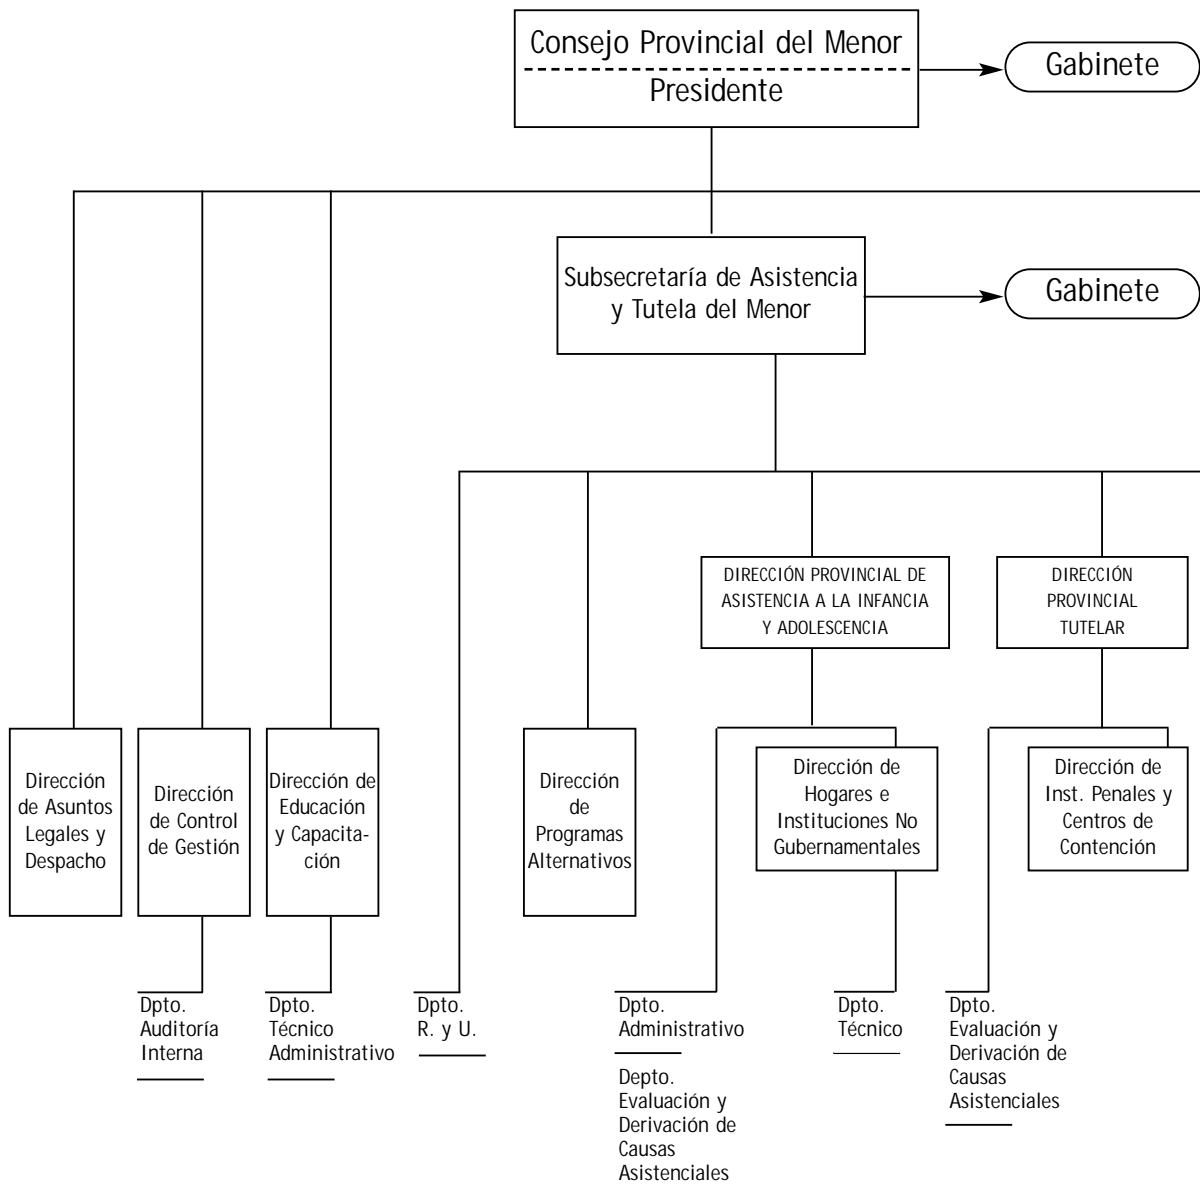 Consejo Provincial del Menor
Presidente
Gabinete
Subsecretaría de Asistencia
y Tutela del Menor
Gabinete
DIRECCIÓN PROVINCIAL DE
ASISTENCIA A LA INFANCIA
Y ADOLESCENCIA
DIRECCIÓN
PROVINCIAL
TUTELAR
Dirección
de Asuntos
Legales y
Despacho
Dirección
de Control
de Gestión
Dirección de
Educación
y Capacita-
ción
Dirección
de
Programas
Alternativos
Dirección de
Hogares e
Instituciones No
Gubernamentales
Dirección de
Inst. Penales y
Centros de
Contención
Dpto.
Auditoría
Interna
Dpto.
Técnico
Administrativo
Dpto.
R. y U.
Dpto.
Administrativo
Depto.
Evaluación y
Derivación de
Causas
Asistenciales
Dpto.
Técnico
Dpto.
Evaluación y
Derivación de
Causas
Asistenciales